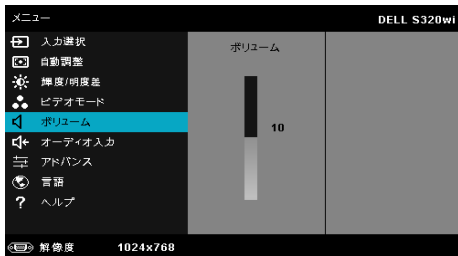 メニュー
DELL S320wi
入力選択
自動調整
輝度/明度差
ビデオモード
ボリューム
オーディオ入力
アドバンス
言語
ヘルプ
ボリューム
10
解像度 1024x768